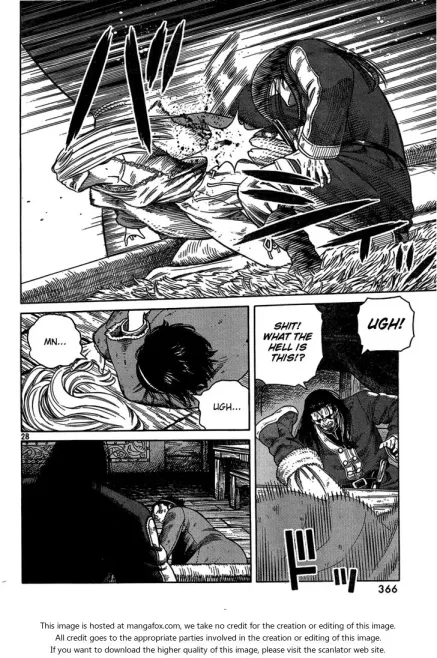 UGH!
SHIT!
WHAT THE
HELL IS
THIS!?
MN...
UGH...
28
366
This image is hosted at mangafox.com, we take no credit for the creation or editing of this image.
All credit goes to the appropriate parties involved in the creation or editing of this image.
If you want to download the higher quality of this image, please visit the scanlator web site.